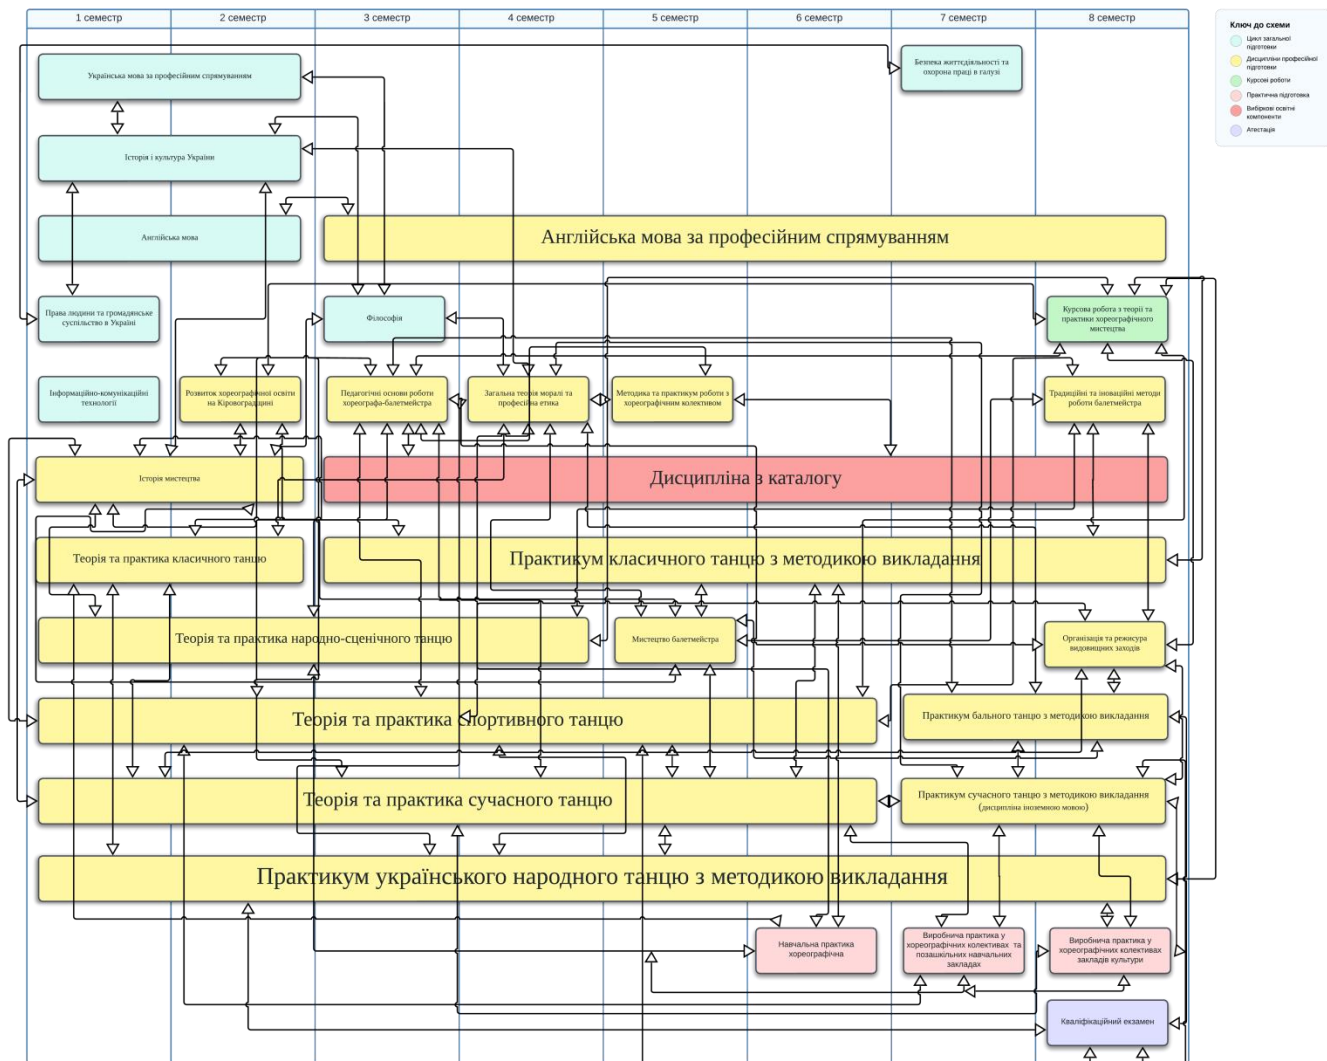 1 семестр
2 семестр
3 семестр
4 семестр
5 семестр
6 семестр
7 семестр
8 семестр
Ключ до схеми
Цикл загальної
підготовки
Дисципліни професійної
підготовки
Курсові роботи
Практична підготовка
Вибіркові освітні
компоненти
Атестація
Українська мова за професійним спрямуванням
Безпека життєдіяльності та
охорона праці в галузі
Історія і культура України
Англійська мова
Англійська мова за професійним спрямуванням
Права людини та громадянське
суспільство в Україні
Філософія
Курсова робота з теорії та
практики хореографічного
мистецтва
Інформаційно-комунікаційні
технології
Розвиток хореографічної освіти
на Кіровоградщині
Педагогічні основи роботи
хореографа-балетмейстра
Загальна теорія моралі та
професійна етика
Методика та практикум роботи з
хореографічним колективом
Традиційні та іноваційні методи
роботи балетмейстра
Історія мистецтва
Дисципліна з каталогу
Теорія та практика класичного танцю
Практикум класичного танцю з методикою викладання
Теорія та практика народно-сценічного танцю
Мистецтво балетмейстра
Організація та режисура
видовищних заходів
Теорія та практика спортивного танцю
Практикум бального танцю з методикою викладання
Теорія та практика сучасного танцю
Практикум сучасного танцю з методикою викладання
(дисципліна іноземною мовою)
Практикум українського народного танцю з методикою викладання
Навчальна практика
хореографічна
Виробнича практика у
хореографічних колективах та
позашкільних навчальних
закладах
Виробнича практика у
хореографічних колективах
закладів культури
Кваліфікаційний екзамен